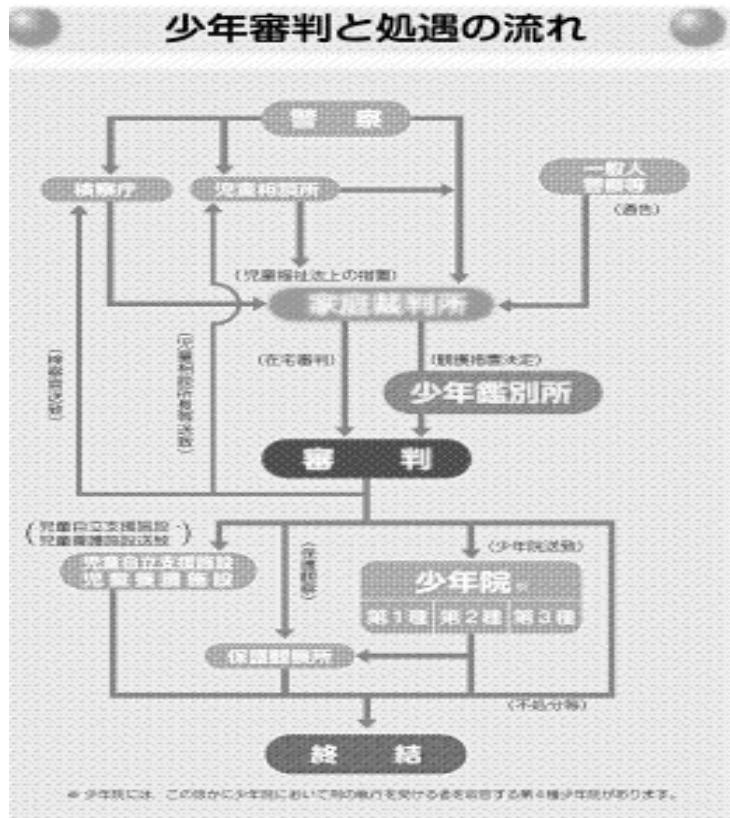 少年審判と処遇の流れ
警察
検察庁
児童相談所
一般人
警察等
(通告)
(児童福祉法上の措置)
家庭裁判所
(在宅審判)
(観護措置決定)
(検察官送致)
(児童相談所長等送致)
少年鑑別所
審判
(児童自立支援施設・
児童養護施設送致)
児童自立支援施設
児童養護施設
(保護観察)
(少年院送致)
少年院※
第1種 第2種 第3種
保護観察所
(不処分等)
終結
※ 少年院には、このほかに少年院において刑の執行を受ける者を収容する第4種少年院があります。